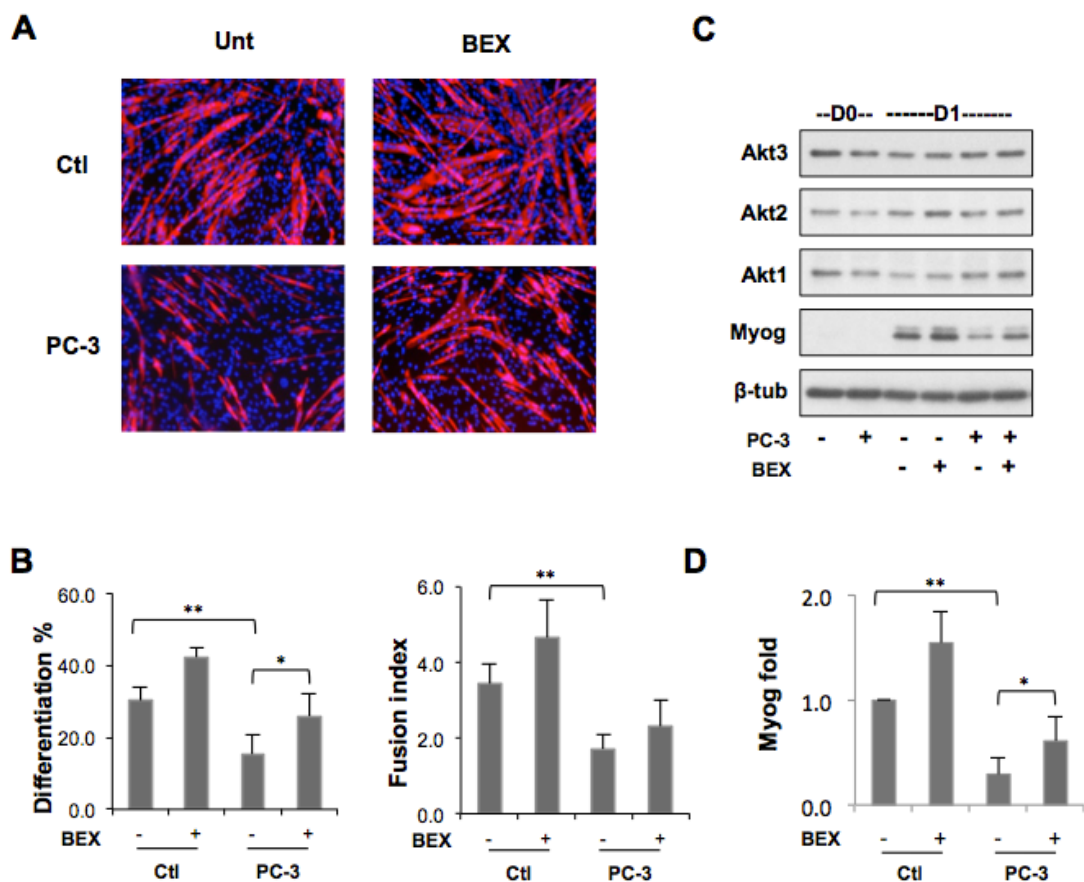 A
Unt
BEX
Ctl
PC-3
C
--D0-- ------D1-------
Akt3
Akt2
Akt1
Myog
β-tub
PC-3 - + - - + +
BEX - + - +
B
60.0
40.0
20.0
0.0
Differentiation %
**
*
BEX - + - +
Ctl PC-3
6.0
4.0
2.0
0.0
Fusion index
**
- + - +
BEX
Ctl PC-3
D
2.0
1.0
0.0
Myog fold
**
*
BEX - + - +
Ctl PC-3